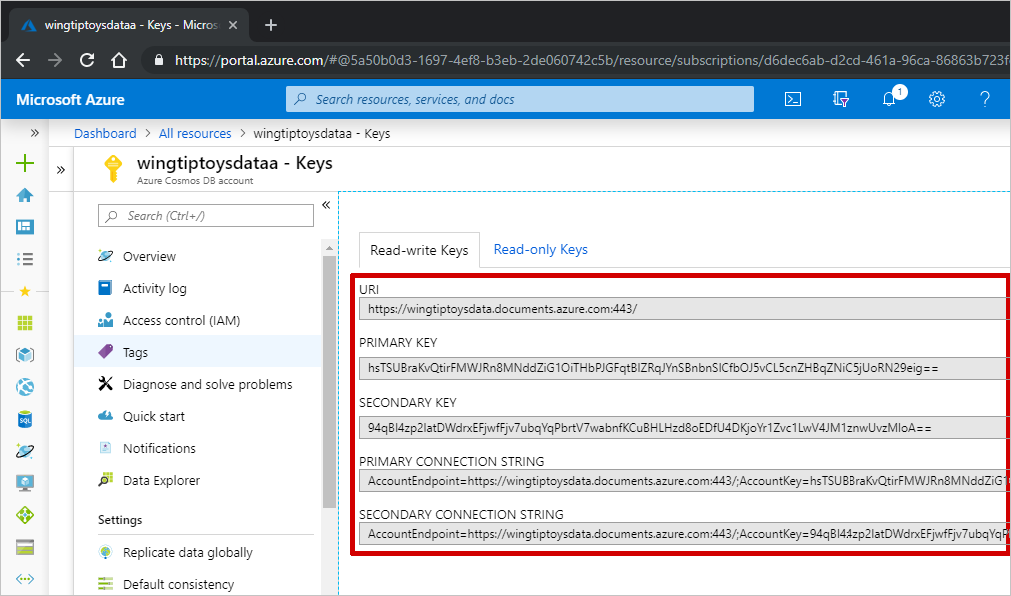 wingtiptoysdataa - Keys - Micros
https://portal.azure.com/#@5a50b0d3-1697-4ef8-b3eb-2de060742c5b/resource/subscriptions/d6dec6ab-d2cd-461a-96ca-86863b723f
Microsoft Azure
Search resources, services, and docs
1
Dashboard > All resources > wingtiptoysdataa - Keys
wingtiptoysdataa - Keys
Azure Cosmos DB account
Search (Ctrl+/)
Overview
Activity log
Access control (IAM)
Tags
Diagnose and solve problems
Quick start
Notifications
Data Explorer
Settings
Replicate data globally
Default consistency
Read-write Keys
Read-only Keys
URI
https://wingtiptoysdata.documents.azure.com:443/
PRIMARY KEY
hsTSUBraKvQtirFMWJRn8MNddZiG1OiTHbPJGFqtBlZRqJYnSBnbnSlCfbOJ5vCL5cnZHBqZNiC5jUoRN29eig==
SECONDARY KEY
94qBl4zp2latDWdrxEFjwfFjv7ubqYqPbrtV7wabnfKCuBHLHzd8oEDfU4DKjoYr1Zvc1LwV4JM1znwUvzMloA==
PRIMARY CONNECTION STRING
AccountEndpoint=https://wingtiptoysdata.documents.azure.com:443/;AccountKey=hsTSUBBraKvQtirFMWJRn8MNddZiG1
SECONDARY CONNECTION STRING
AccountEndpoint=https://wingtiptoysdata.documents.azure.com:443/;AccountKey=94qBl44zp2latDWdrxEFjwfFjv7ubqYqP